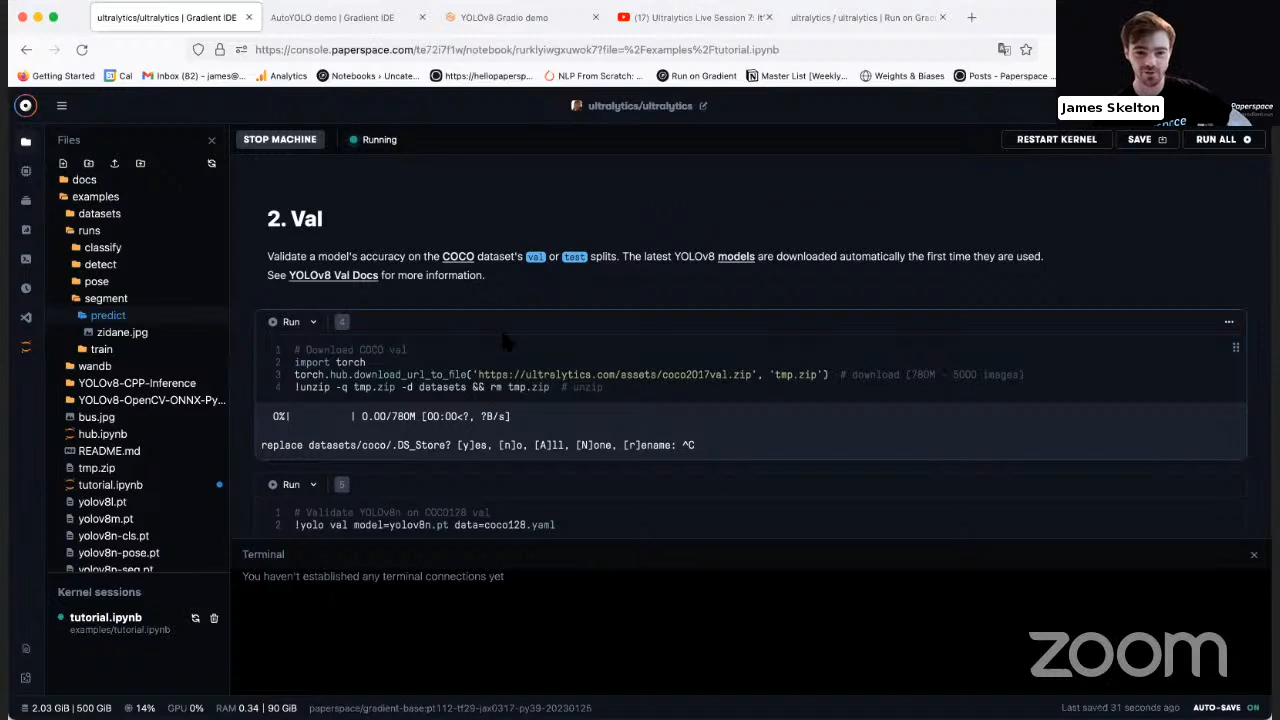 ultralytics/ultralytics | Gradient IDE
AutoYOLO demo | Gradient IDE
YOLOv8 Gradio demo
(17) Ultralytics Live Session 7: It'
ultralytics / ultralytics | Run on Grad
https://console.paperspace.com/te72i7f1w/notebook/rurklyiwgxuwok7?file=%2Fexamples%2Ftutorial.ipynb
Getting Started
Cal
Inbox (82) - james@...
Analytics
Notebooks › Uncate...
https://hellopapersp...
NLP From Scratch: ...
Run on Gradient
Master List [Weekly...
Weights & Biases
Posts - Paperspace ...
James Skelton
Paperspace
ultralytics/ultralytics
Files
STOP MACHINE
Running
RESTART KERNEL
SAVE
RUN ALL
docs
examples
datasets
runs
classify
detect
pose
segment
predict
zidane.jpg
train
wandb
YOLOv8-CPP-Inference
YOLOv8-OpenCV-ONNX-Py...
bus.jpg
hub.ipynb
README.md
tmp.zip
tutorial.ipynb
yolov8l.pt
yolov8m.pt
yolov8n-cls.pt
yolov8n-pose.pt
yolov8n-seg.pt
Kernel sessions
tutorial.ipynb
examples/tutorial.ipynb
2. Val
Validate a model's accuracy on the COCO dataset's val or test splits. The latest YOLOv8 models are downloaded automatically the first time they are used.
See YOLOv8 Val Docs for more information.
Run
4
1 # Download COCO val
2 import torch
3 torch.hub.download_url_to_file('https://ultralytics.com/assets/coco2017val.zip', 'tmp.zip') # download (780M - 5000 images)
4 !unzip -q tmp.zip -d datasets && rm tmp.zip # unzip
0%| | 0.00/780M [00:00<?, ?B/s]
replace datasets/coco/.DS_Store? [y]es, [n]o, [A]ll, [N]one, [r]ename: ^C
Run
5
1 # Validate YOLOv8n on COCO128 val
2 !yolo val model=yolov8n.pt data=coco128.yaml
Terminal
You haven't established any terminal connections yet
zoom
2.03 GiB | 500 GiB
14%
GPU 0%
RAM 0.34 | 90 GiB
paperspace/gradient-base:pt112-tf29-jax0317-py39-20230125
Last saved 31 seconds ago
AUTO-SAVE ON